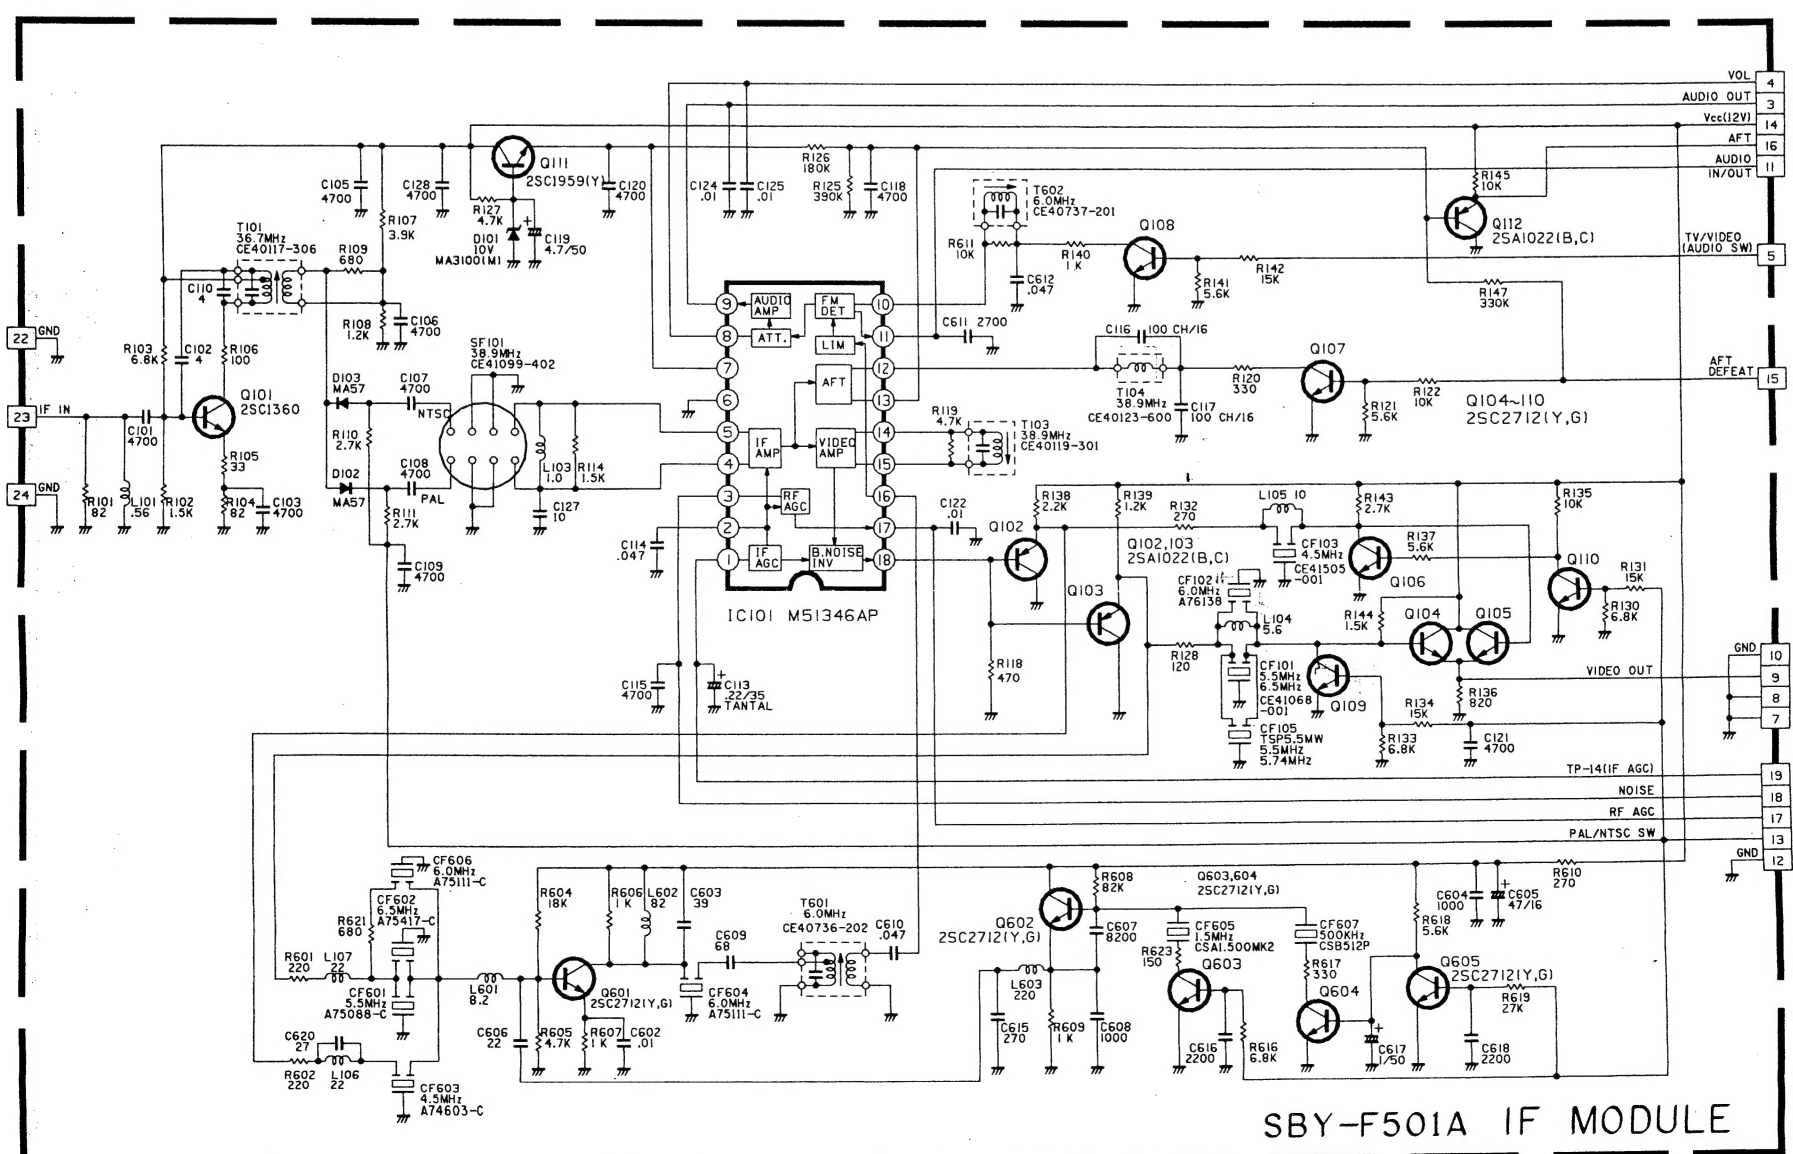 VOL
4
AUDIO OUT
3
Vcc(12V)
14
AFT
16
AUDIO
IN/OUT
11
TV/VIDEO
(AUDIO SW)
5
AFT
DEFEAT
15
GND
10
VIDEO OUT
9
8
7
TP-14(IF AGC)
19
NOISE
18
RF AGC
17
PAL/NTSC SW
13
GND
12
22
GND
23
IF IN
24
GND
C105
4700
C128
4700
Q111
2SC1959(Y)
C120
4700
R127
4.7K
D101
10V
MA3100(M)
C119
4.7/50
R107
3.9K
T101
36.7MHz
CE40117-306
R109
680
C110
4
R108
1.2K
C106
4700
R103
6.8K
C102
4
R106
100
Q101
2SC1360
C101
4700
R105
33
R101
82
L101
.56
R102
1.5K
R104
82
C103
4700
D103
MA57
C107
4700
NTSC
R110
2.7K
D102
MA57
C108
4700
PAL
R111
2.7K
C109
4700
SF101
38.9MHz
CE41099-402
L103
1.0
R114
1.5K
C127
10
C124
.01
C125
.01
R126
180K
R125
390K
C118
4700
T602
6.0MHz
CE40737-201
R611
10K
C612
.047
R140
1K
Q108
R141
5.6K
R142
15K
R145
10K
Q112
2SA1022(B,C)
R147
330K
9
8
7
6
5
4
3
2
1
10
11
12
13
14
15
16
17
18
AUDIO
AMP
ATT.
FM
DET
LIM
AFT
IF
AMP
VIDEO
AMP
RF
AGC
IF
AGC
B.NOISE
INV
IC101 M51346AP
C611 2700
C116
100 CH/16
T104
38.9MHz
CE40123-600
C117
100 CH/16
R120
330
Q107
R121
5.6K
R122
10K
Q104~110
2SC2712(Y,G)
R119
4.7K
T103
38.9MHz
CE40119-301
C122
.01
C114
.047
C115
4700
C113
.22/35
TANTAL
Q102
R138
2.2K
R139
1.2K
R132
270
L105 10
R143
2.7K
R135
10K
Q102,103
2SA1022(B,C)
CF103
4.5MHz
CE41505
-001
R137
5.6K
Q106
Q110
R131
15K
R130
6.8K
Q103
CF102
6.0MHz
A76138
L104
5.6
R144
1.5K
Q104
Q105
R118
470
R128
120
CF101
5.5MHz
6.5MHz
CE41068
-001
Q109
R136
820
R134
15K
R133
6.8K
C121
4700
CF105
TSP5.5MW
5.5MHz
5.74MHz
CF606
6.0MHz
A75111-C
CF602
6.5MHz
A75417-C
R621
680
R601
220
L107
22
CF601
5.5MHz
A75088-C
C620
27
R602
220
L106
22
CF603
4.5MHz
A74603-C
L601
8.2
R604
18K
R606
1K
L602
82
C603
39
Q601
2SC2712(Y,G)
C606
22
R605
4.7K
R607
1K
C602
.01
C609
68
CF604
6.0MHz
A75111-C
T601
6.0MHz
CE40736-202
C610
.047
Q602
2SC2712(Y,G)
R608
82K
C607
8200
Q603,604
2SC2712(Y,G)
CF605
1.5MHz
CSA1.500MK2
CF607
500KHz
CSB512P
R623
150
Q603
R617
330
Q604
L603
220
C615
270
R609
1K
C608
1000
C616
2200
R616
6.8K
C617
1/50
R618
5.6K
C604
1000
C605
47/16
R610
270
Q605
2SC2712(Y,G)
R619
27K
C618
2200
SBY-F501A IF MODULE